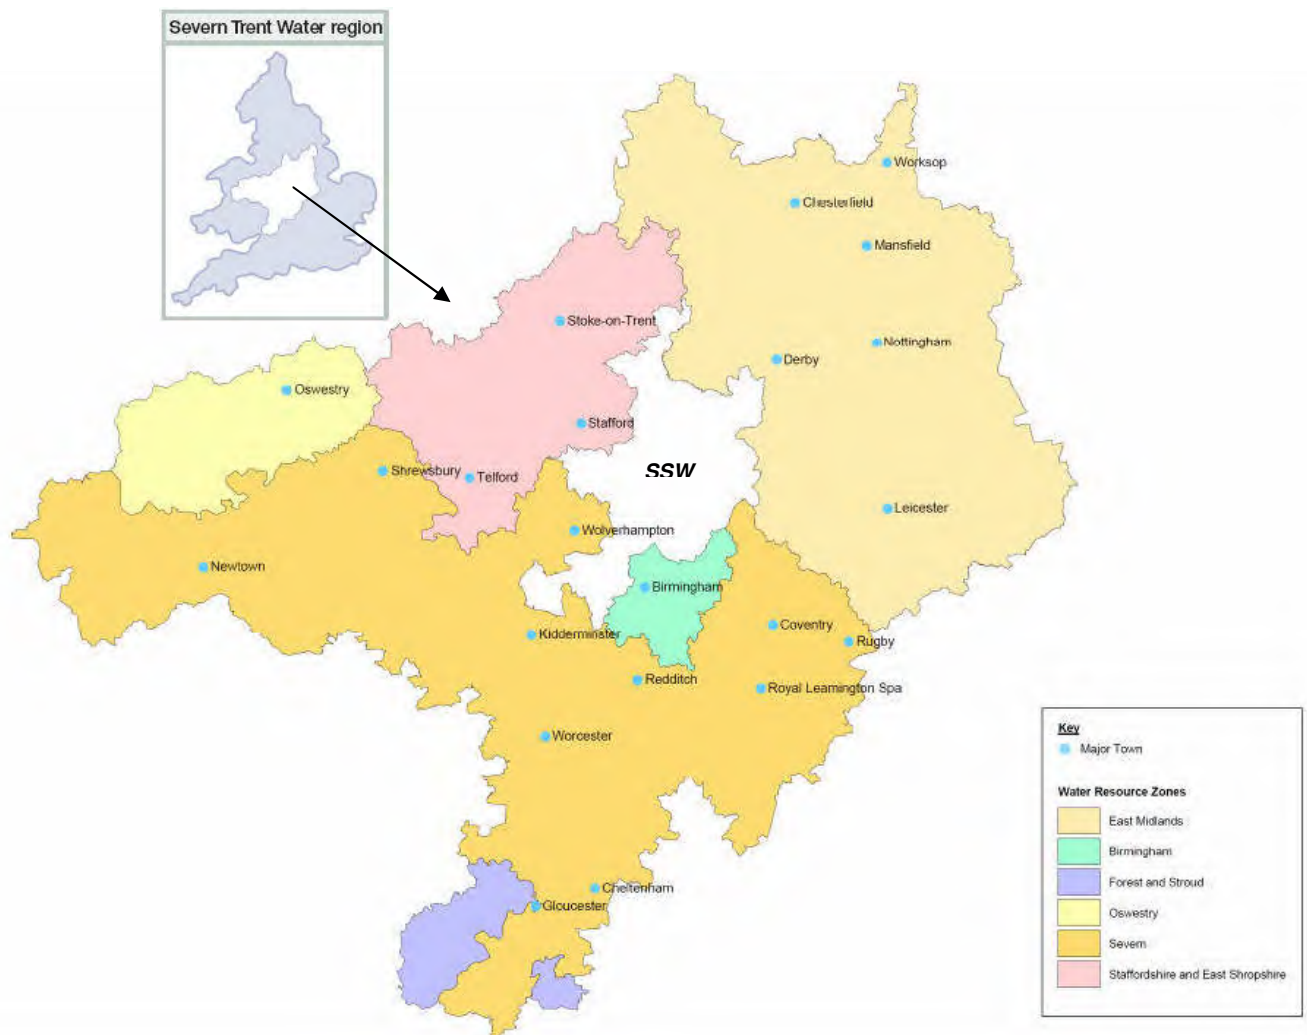 Severn Trent Water region
Worksop
Chesterfield
Mansfield
Stoke-on-Trent
Nottingham
Derby
Oswestry
Stafford
SSW
Shrewsbury
Telford
Leicester
Wolverhampton
Newtown
Birmingham
Coventry
Kidderminster
Rugby
Redditch
Royal Leamington Spa
Worcester
Cheltenham
Gloucester
Key
Major Town
Water Resource Zones
East Midlands
Birmingham
Forest and Stroud
Oswestry
Severn
Staffordshire and East Shropshire